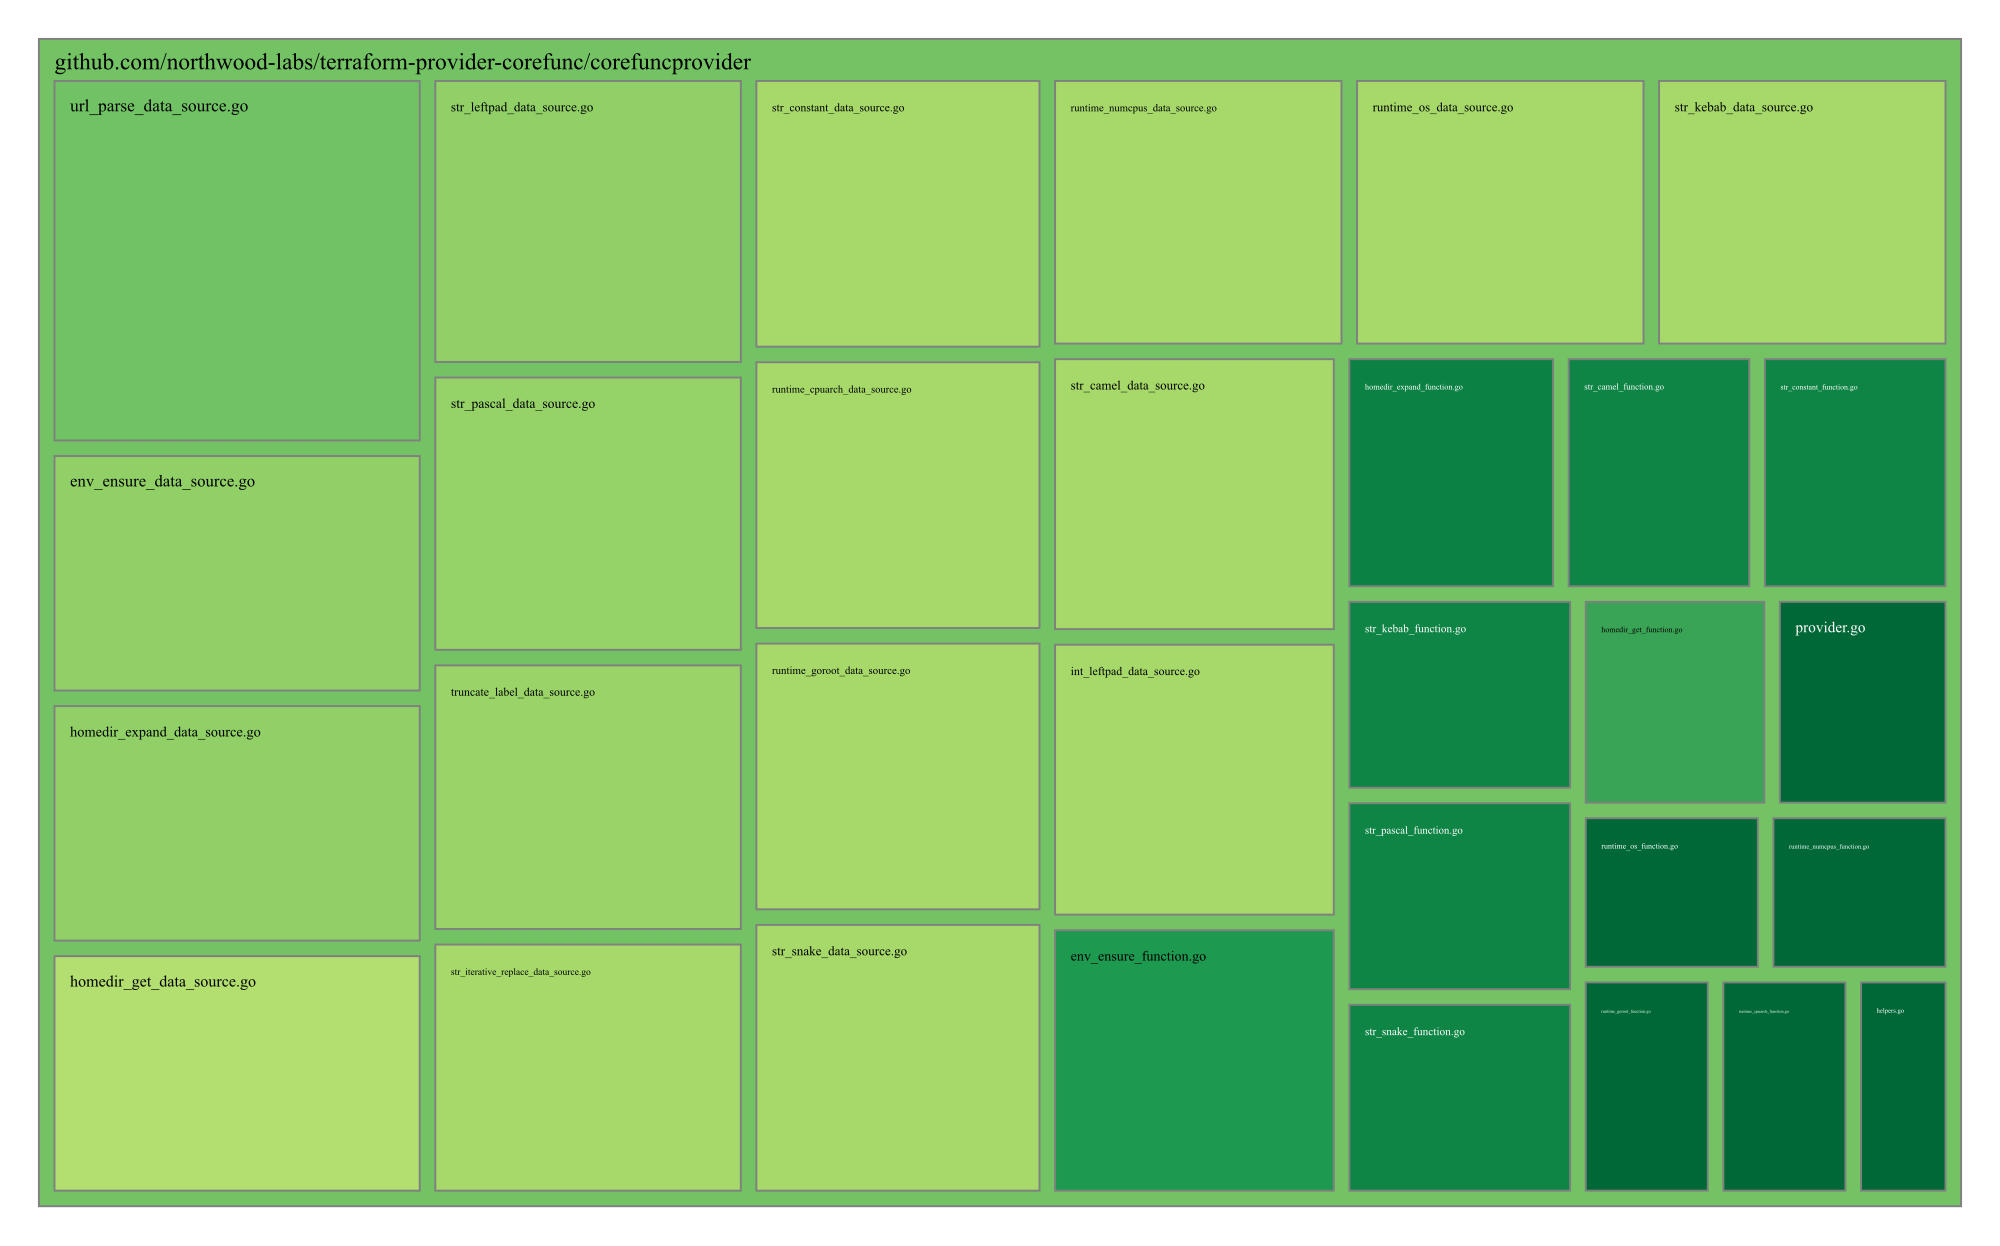 github.com/northwood-labs/terraform-provider-corefunc/corefuncprovider
url_parse_data_source.go
env_ensure_data_source.go
homedir_expand_data_source.go
homedir_get_data_source.go
str_leftpad_data_source.go
str_pascal_data_source.go
truncate_label_data_source.go
str_iterative_replace_data_source.go
str_constant_data_source.go
runtime_cpuarch_data_source.go
runtime_goroot_data_source.go
str_snake_data_source.go
runtime_numcpus_data_source.go
runtime_os_data_source.go
str_kebab_data_source.go
str_camel_data_source.go
int_leftpad_data_source.go
env_ensure_function.go
homedir_expand_function.go
str_camel_function.go
str_constant_function.go
str_kebab_function.go
str_pascal_function.go
str_snake_function.go
homedir_get_function.go
provider.go
runtime_os_function.go
runtime_numcpus_function.go
runtime_goroot_function.go
runtime_cpuarch_function.go
helpers.go